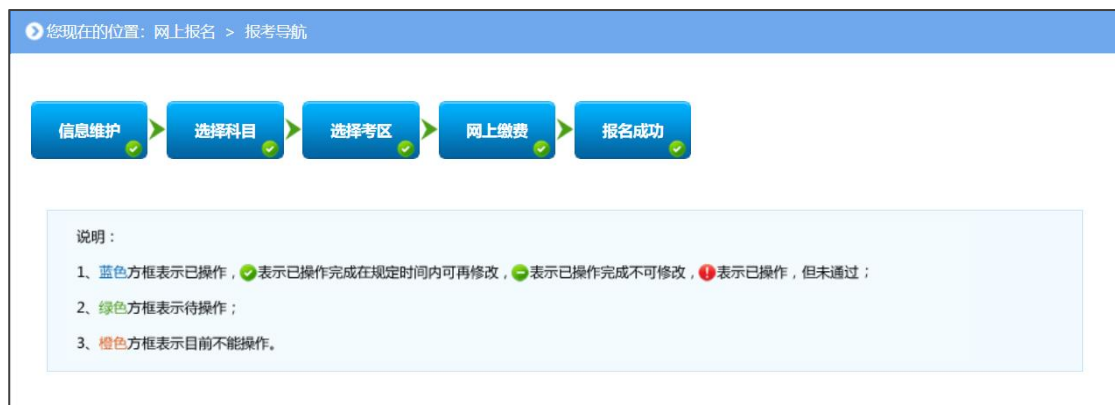 您现在的位置：网上报名 > 报考导航
信息维护 选择科目 选择考区 网上缴费 报名成功
说明：
1、蓝色方框表示已操作，表示已操作完成在规定时间内可再修改，表示已操作完成不可修改，表示已操作，但未通过；
2、绿色方框表示待操作；
3、橙色方框表示目前不能操作。